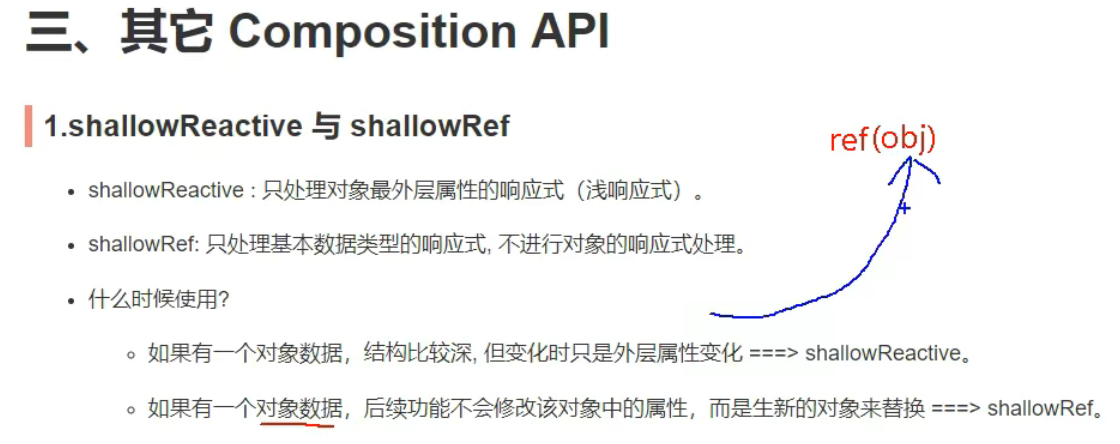 三、其它 Composition API
1.shallowReactive 与 shallowRef
ref(obj)
shallowReactive : 只处理对象最外层属性的响应式（浅响应式）。
shallowRef: 只处理基本数据类型的响应式, 不进行对象的响应式处理。
什么时候使用?
如果有一个对象数据，结构比较深, 但变化时只是外层属性变化 ===> shallowReactive。
如果有一个对象数据，后续功能不会修改该对象中的属性，而是生新的对象来替换 ===> shallowRef。